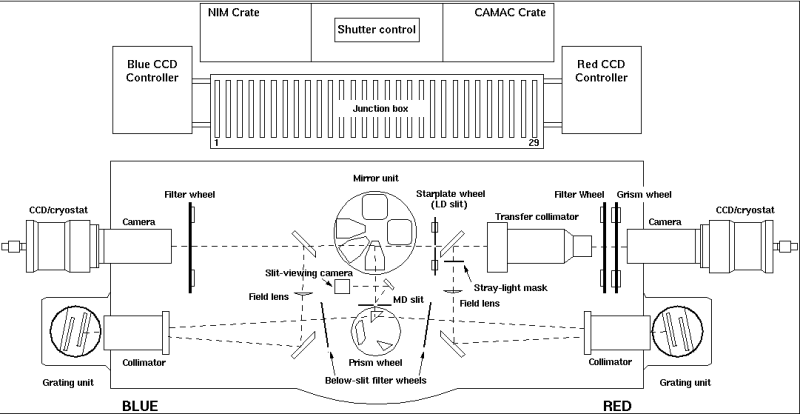 NIM Crate
CAMAC Crate
Shutter control
Blue CCD
Controller
Red CCD
Controller
Junction box
1
29
Mirror unit
Filter wheel
Starplate wheel
(LD slit)
Filter Wheel
Grism wheel
CCD/cryostat
Camera
Transfer collimator
Camera
CCD/cryostat
Slit-viewing camera
Stray-light mask
Field lens
MD slit
Field lens
Collimator
Prism wheel
Collimator
Grating unit
Below-slit filter wheels
Grating unit
BLUE
RED